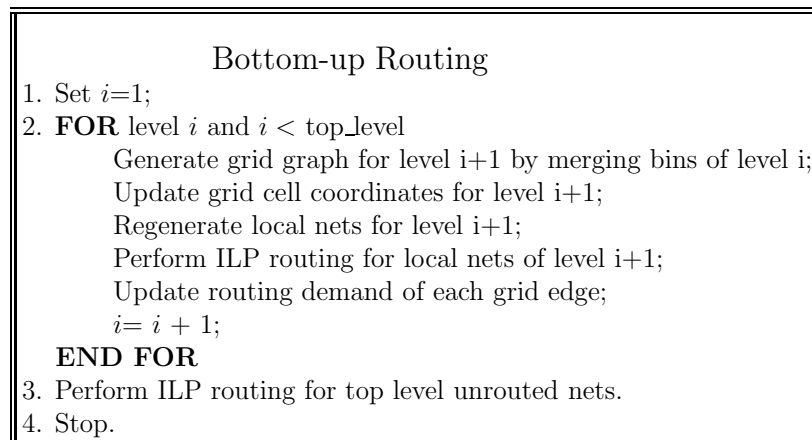 Bottom-up Routing
1. Set i=1;
2. FOR level i and i < top_level
Generate grid graph for level i+1 by merging bins of level i;
Update grid cell coordinates for level i+1;
Regenerate local nets for level i+1;
Perform ILP routing for local nets of level i+1;
Update routing demand of each grid edge;
i= i + 1;
END FOR
3. Perform ILP routing for top level unrouted nets.
4. Stop.